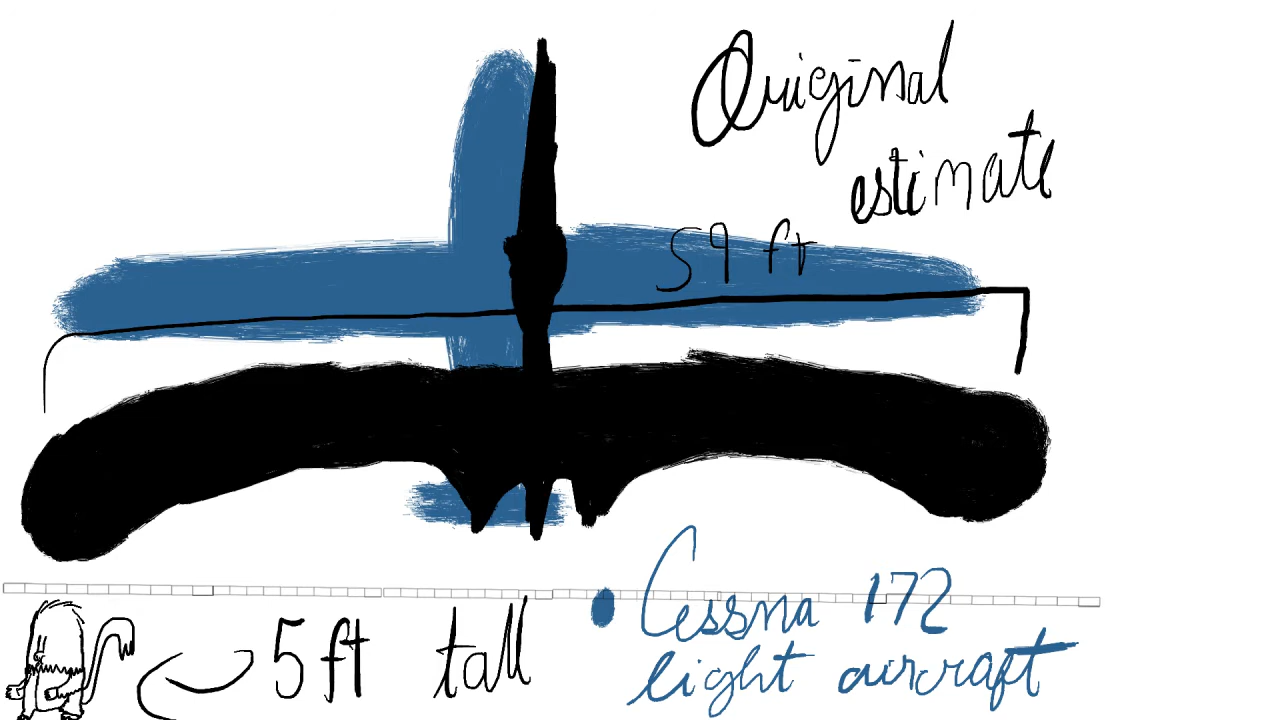 Original
estimate
59 ft
Cessna 172
light aircraft
5 ft tall